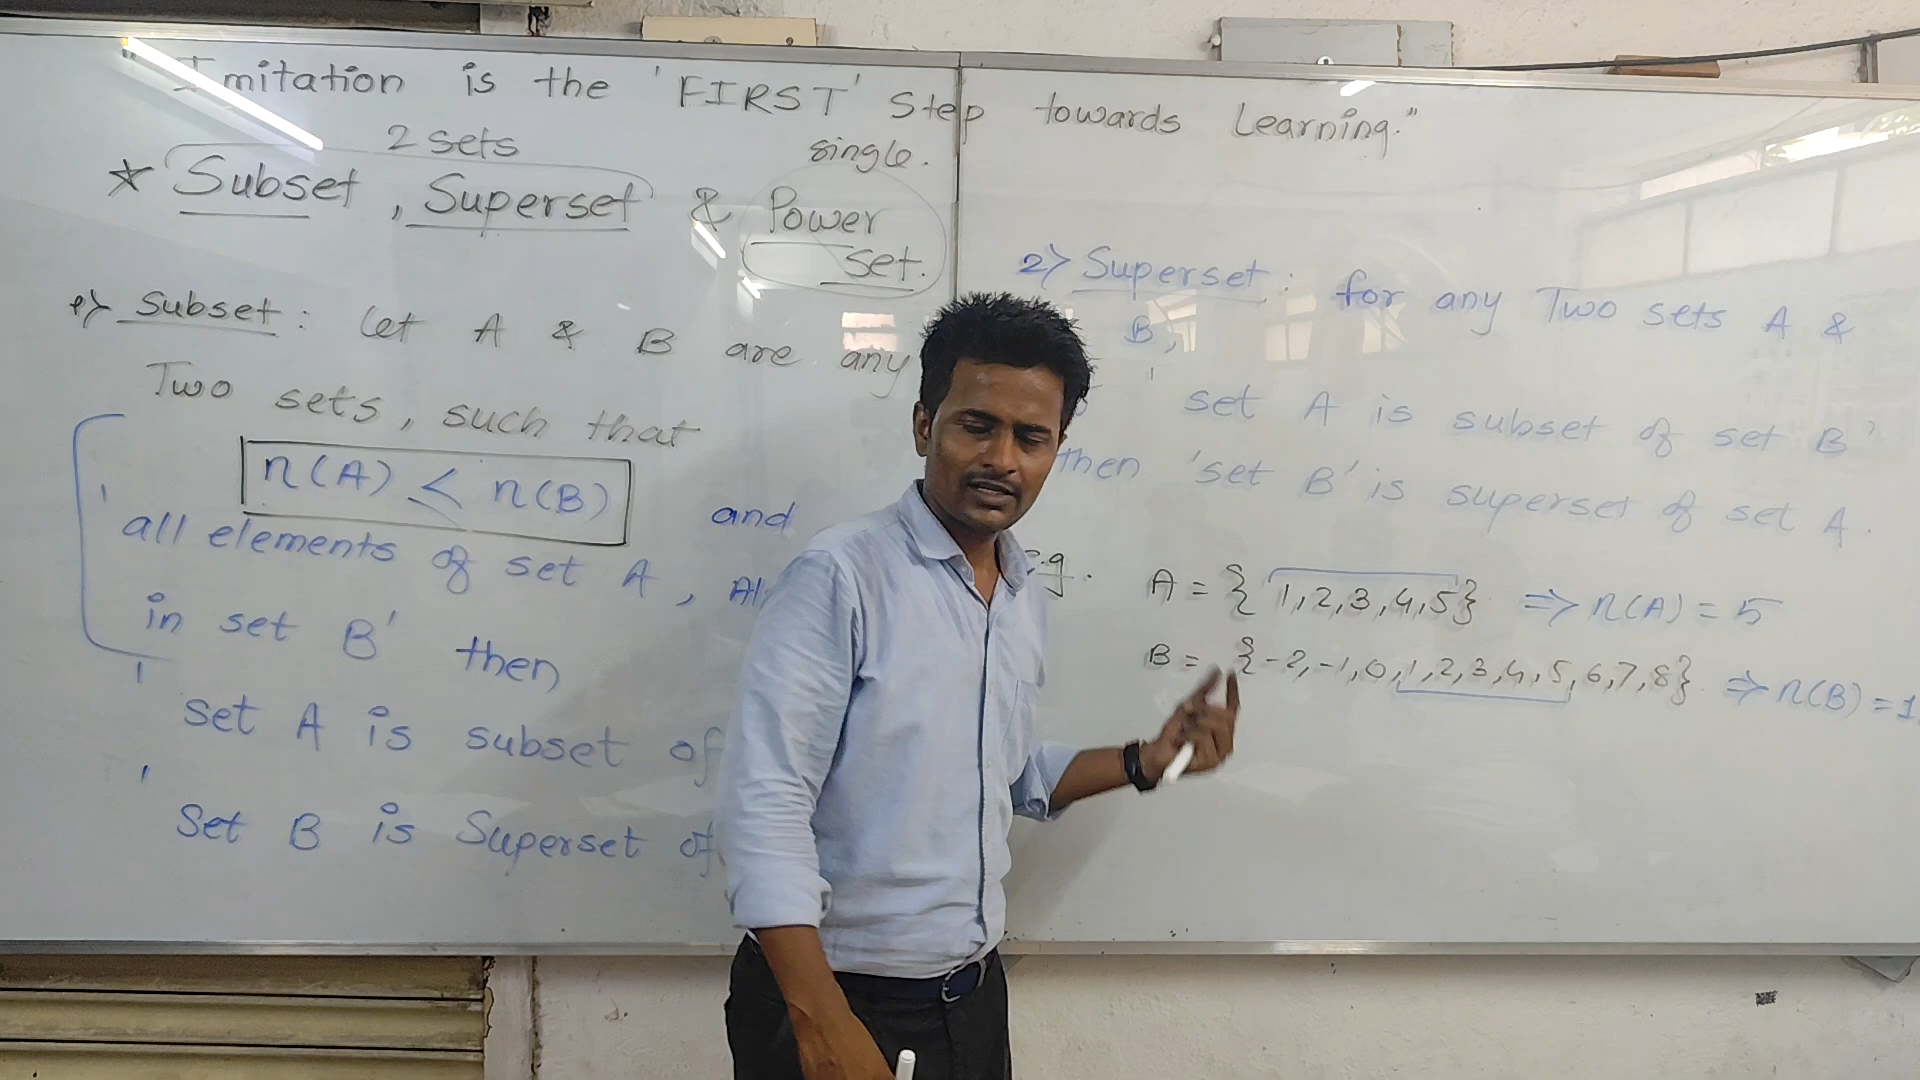 " Imitation is the 'FIRST' Step towards Learning."
2 sets single.
* Subset, Superset & Power
set.
1) Subset: Let A & B are any
Two sets, such that
n(A) < n(B) and
'all elements of set A,
in set B' then
'set A is subset of
'Set B is Superset of
2) Superset: for any Two sets A &
B,
' set A is subset of set B'
then 'set B' is superset of set A.
e.g.
A = { 1,2,3,4,5} => n(A) = 5
B = {-2,-1,0,1,2,3,4,5,6,7,8} => n(B) = 1